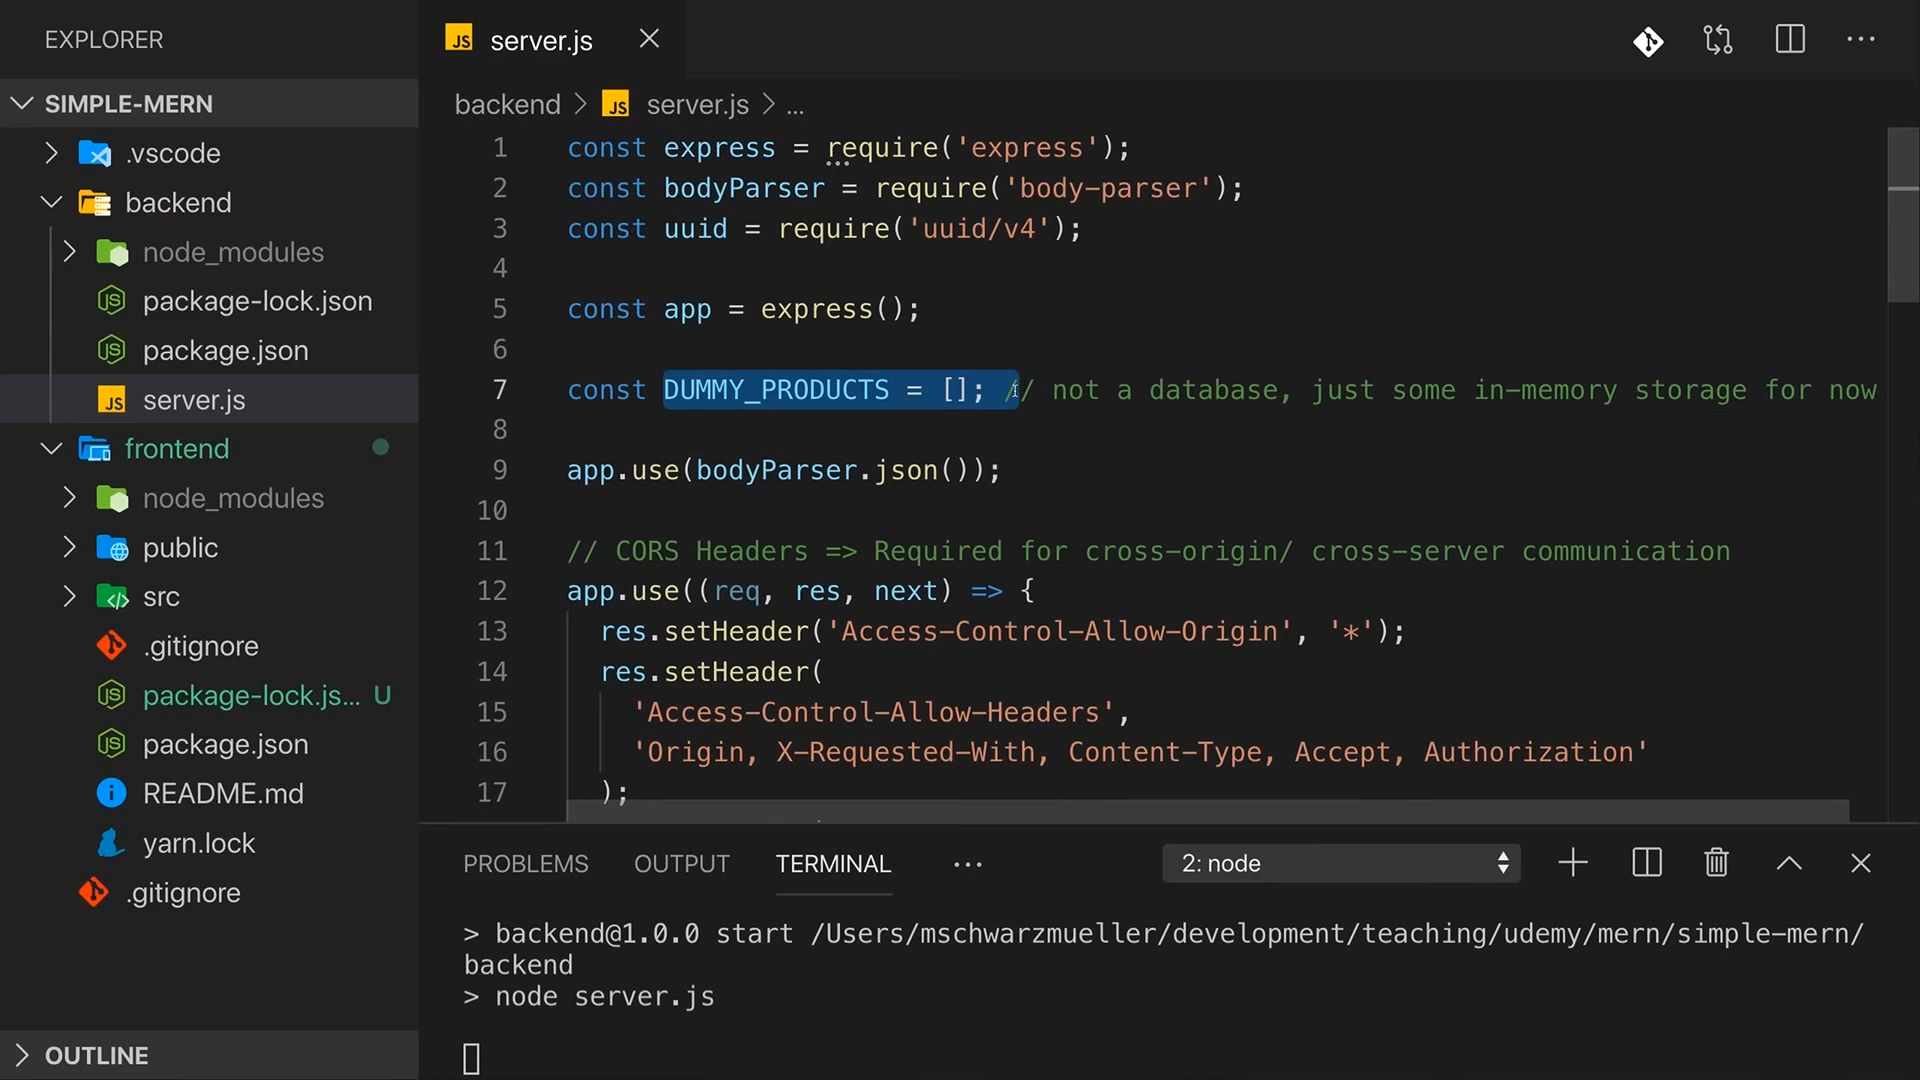 EXPLORER
SIMPLE-MERN
.vscode
backend
node_modules
package-lock.json
package.json
JS server.js
frontend
node_modules
public
src
.gitignore
package-lock.js... U
package.json
README.md
yarn.lock
.gitignore
OUTLINE
JS server.js
backend > JS server.js > ...
1 const express = require('express');
2 const bodyParser = require('body-parser');
3 const uuid = require('uuid/v4');
4
5 const app = express();
6
7 const DUMMY_PRODUCTS = []; // not a database, just some in-memory storage for now
8
9 app.use(bodyParser.json());
10
11 // CORS Headers => Required for cross-origin/ cross-server communication
12 app.use((req, res, next) => {
13 res.setHeader('Access-Control-Allow-Origin', '*');
14 res.setHeader(
15 'Access-Control-Allow-Headers',
16 'Origin, X-Requested-With, Content-Type, Accept, Authorization'
17 );
PROBLEMS OUTPUT TERMINAL ... 2: node
> backend@1.0.0 start /Users/mschwarzmueller/development/teaching/udemy/mern/simple-mern/
backend
> node server.js